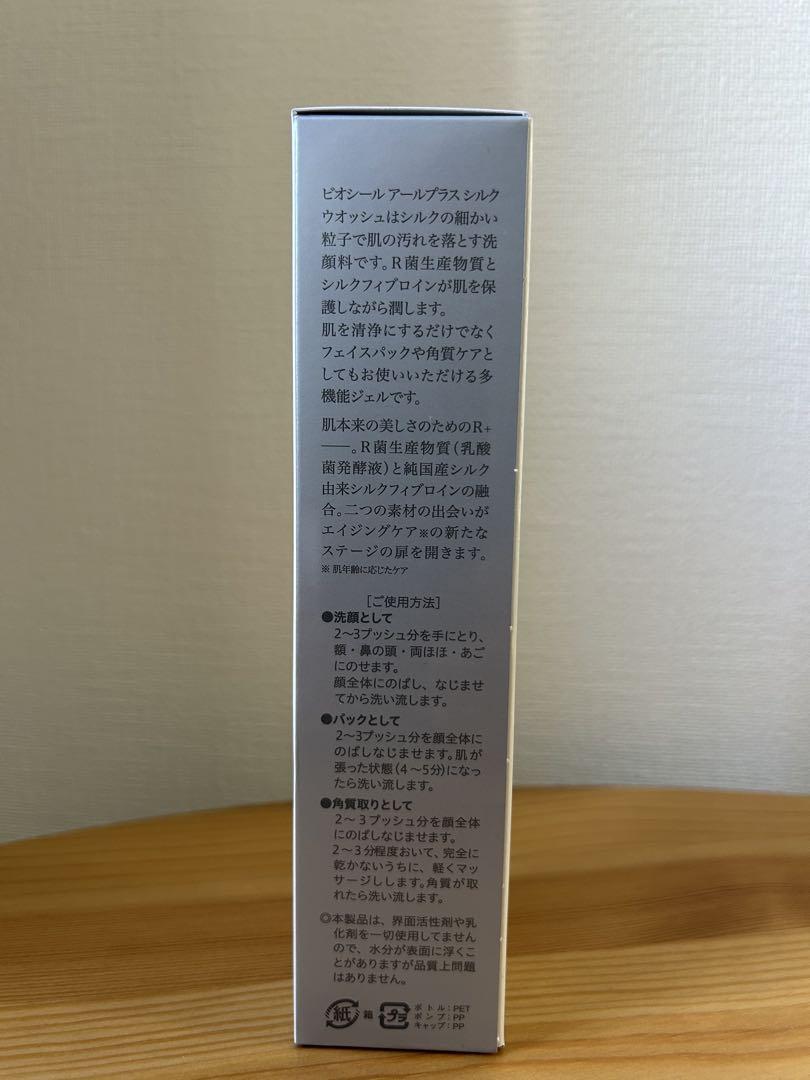 ビオシール アールプラス シルク
ウオッシュはシルクの細かい
粒子で肌の汚れを落とす洗
顔料です。R菌生産物質と
シルクフィブロインが肌を保
護しながら潤します。
肌を清浄にするだけでなく
フェイスパックや角質ケアと
してもお使いいただける多
機能ジェルです。
肌本来の美しさのためのR+
――。R菌生産物質(乳酸
菌発酵液)と純国産シルク
由来シルクフィブロインの融
合。二つの素材の出会いが
エイジングケア※の新たな
ステージの扉を開きます。
※ 肌年齢に応じたケア
[ご使用方法]
●洗顔として
2〜3プッシュ分を手にとり、
額・鼻の頭・両ほほ・あご
にのせます。
顔全体にのばし、なじませ
てから洗い流します。
●パックとして
2〜3プッシュ分を顔全体に
のばしなじませます。肌が
張った状態(4〜5分)になっ
たら洗い流します。
●角質取りとして
2〜3プッシュ分を顔全体
にのばしなじませます。
2〜3分程度おいて、完全に
乾かないうちに、軽くマッ
サージしします。角質が取
れたら洗い流します。
◎本製品は、界面活性剤や乳
化剤を一切使用してません
ので、水分が表面に浮くこ
とがありますが品質上問題
はありません。
紙 箱 プラ ボトル:PET
ポンプ:PP
キャップ:PP